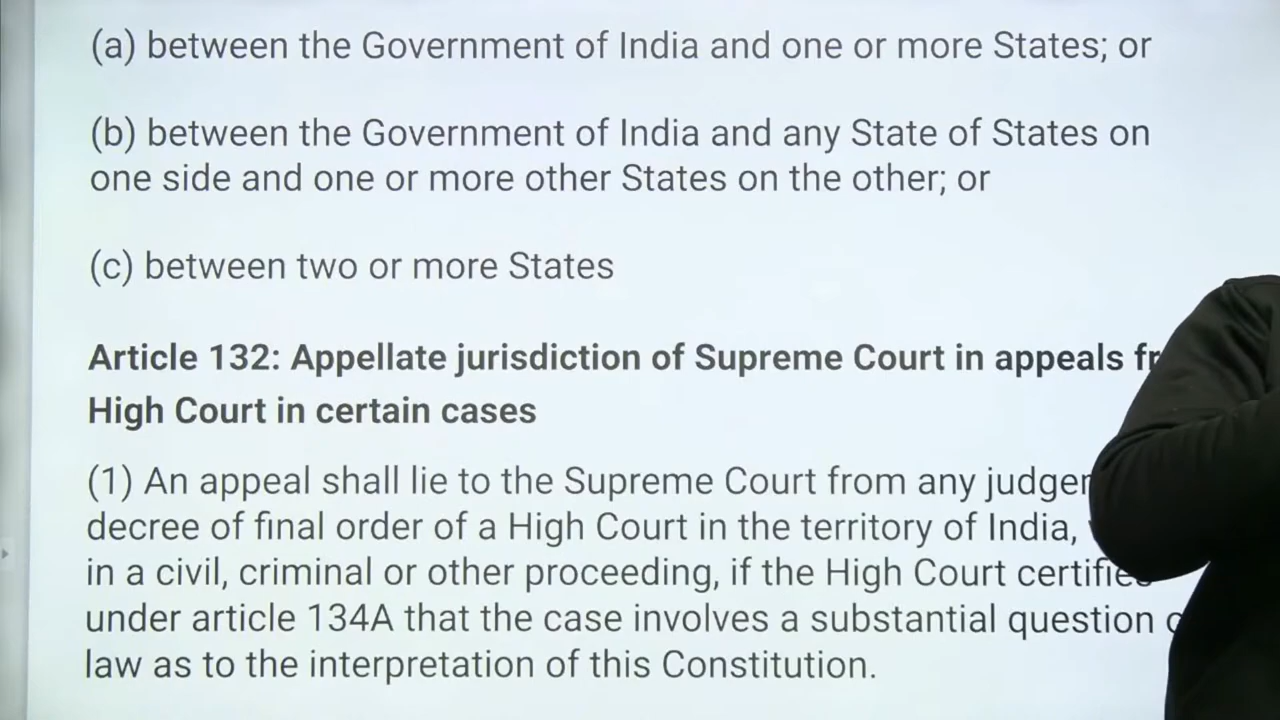 (a) between the Government of India and one or more States; or
(b) between the Government of India and any State of States on
one side and one or more other States on the other; or
(c) between two or more States
Article 132: Appellate jurisdiction of Supreme Court in appeals
High Court in certain cases
(1) An appeal shall lie to the Supreme Court from any
decree of final order of a High Court in the territory of India,
in a civil, criminal or other proceeding, if the High Court
under article 134A that the case involves a substantial question
law as to the interpretation of this Constitution.